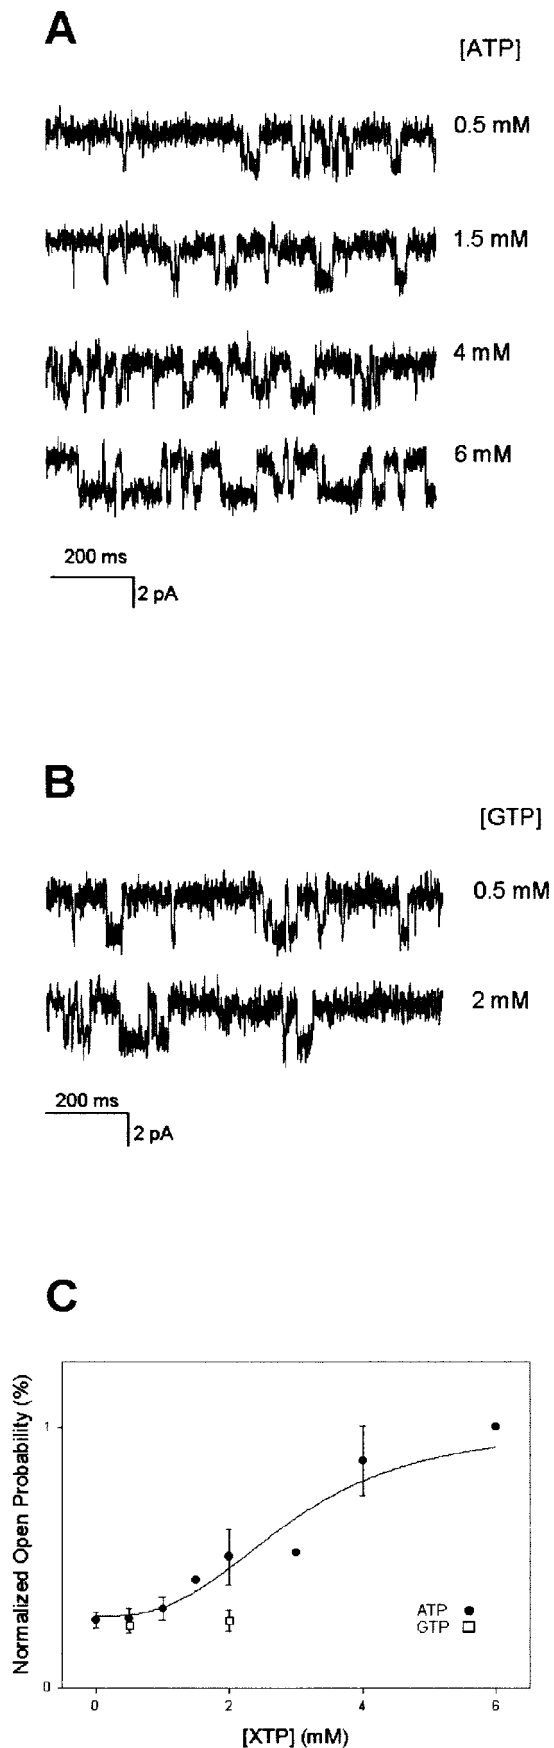 A
[ATP]
0.5 mM
1.5 mM
4 mM
6 mM
200 ms
2 pA
B
[GTP]
0.5 mM
2 mM
200 ms
2 pA
C
Normalized Open Probability (%)
1
0
ATP
GTP
0 2 4 6
[XTP] (mM)